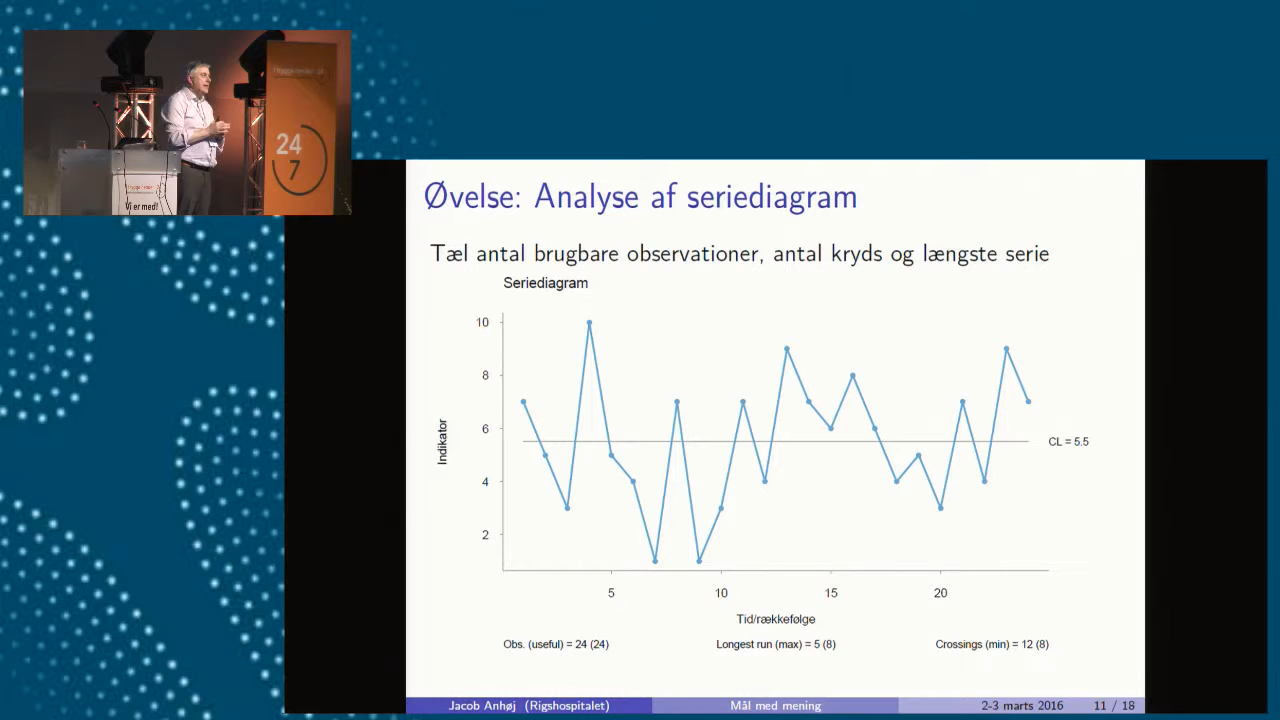 24
7
Vi er med!
Øvelse: Analyse af seriediagram
Tæl antal brugbare observationer, antal kryds og længste serie
Seriediagram
10
8
6
4
2
Indikator
CL = 5.5
5
10
15
20
Tid/rækkefølge
Obs. (useful) = 24 (24)
Longest run (max) = 5 (8)
Crossings (min) = 12 (8)
Jacob Anhøj (Rigshospitalet)
Mål med mening
2-3 marts 2016
11 / 18